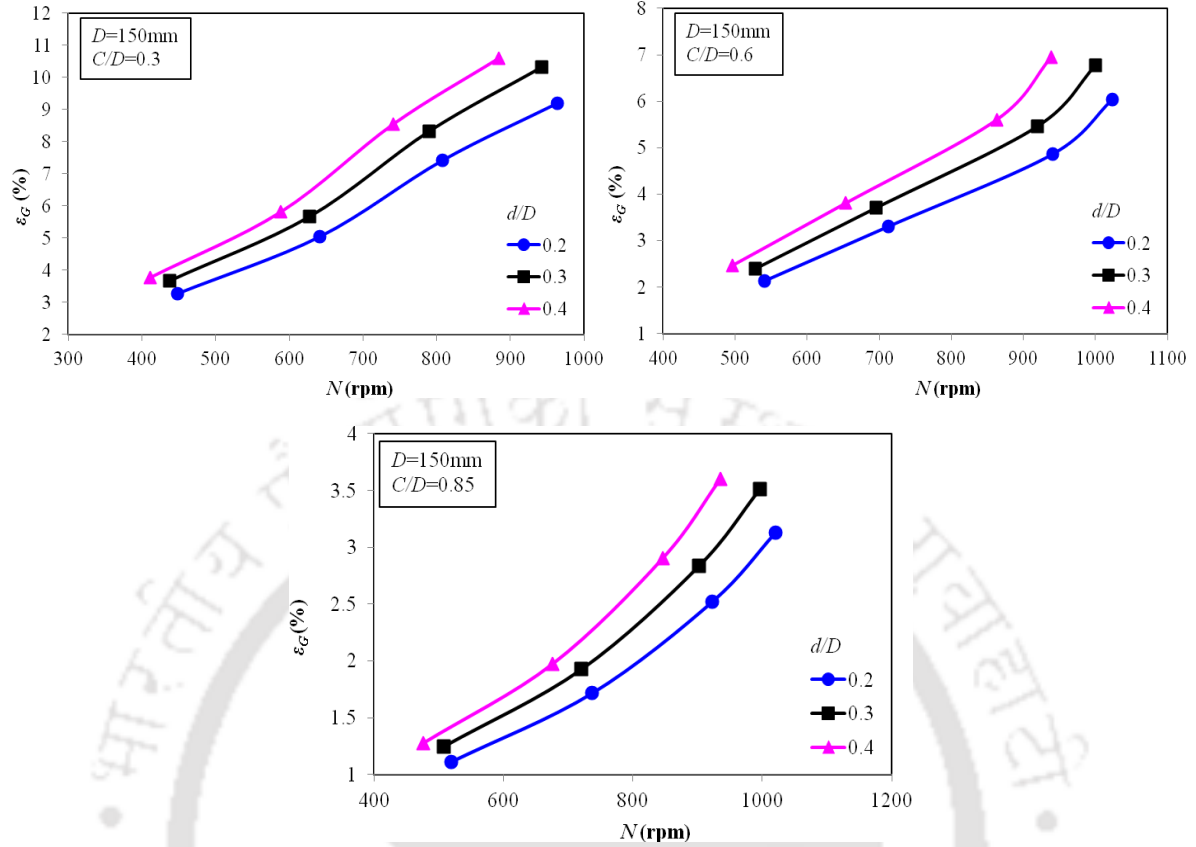 D=150mm
C/D=0.3
12
11
10
9
8
7
6
5
4
3
2
εG (%)
d/D
0.2
0.3
0.4
300 400 500 600 700 800 900 1000
N (rpm)
D=150mm
C/D=0.6
8
7
6
5
4
3
2
1
εG (%)
d/D
0.2
0.3
0.4
400 500 600 700 800 900 1000 1100
N (rpm)
D=150mm
C/D=0.85
4
3.5
3
2.5
2
1.5
1
εG (%)
d/D
0.2
0.3
0.4
400 600 800 1000 1200
N (rpm)